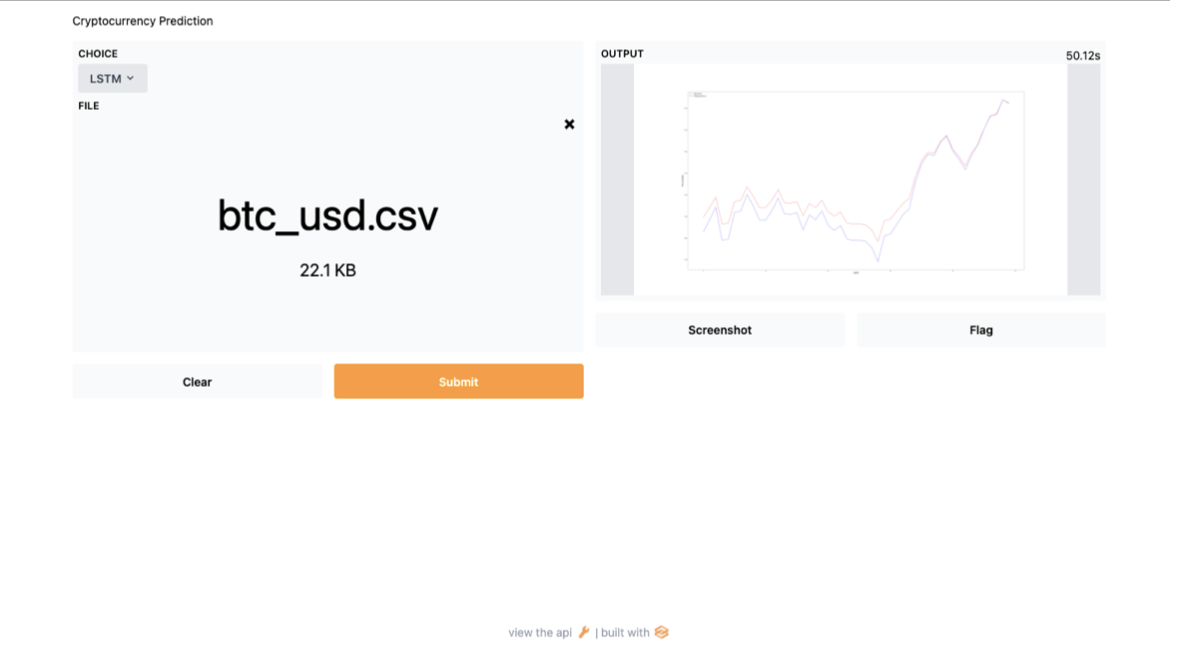 Cryptocurrency Prediction
CHOICE
LSTM
FILE
btc_usd.csv
22.1 KB
Clear
Submit
OUTPUT
50.12s
Screenshot
Flag
view the api | built with